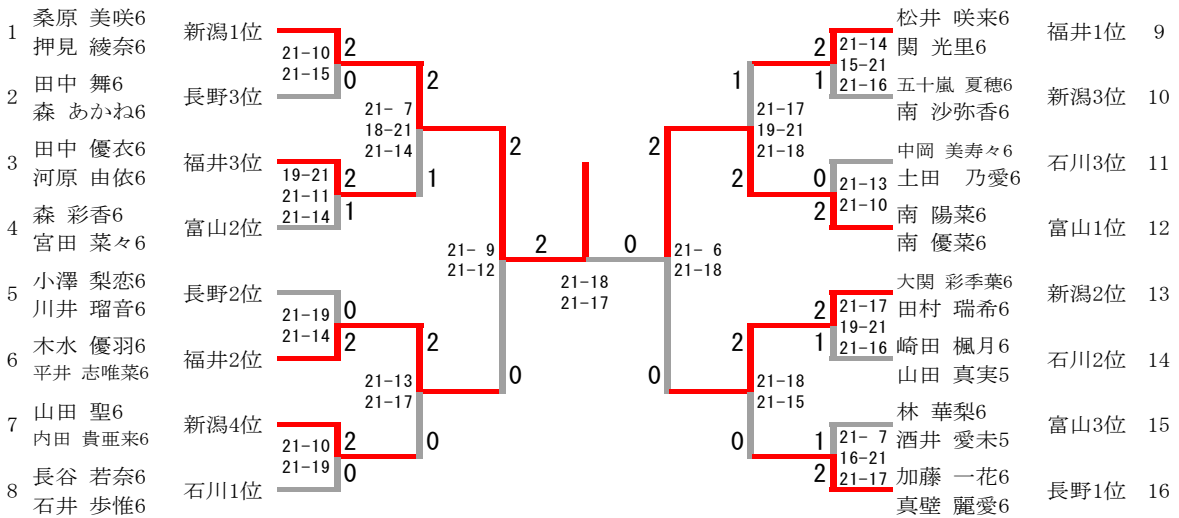 1
桑原 美咲6
押見 綾奈6
新潟1位
2
田中 舞6
森 あかね6
長野3位
3
田中 優衣6
河原 由依6
福井3位
4
森 彩香6
宮田 菜々6
富山2位
5
小澤 梨恋6
川井 瑠音6
長野2位
6
木水 優羽6
平井 志唯菜6
福井2位
7
山田 聖6
内田 貴亜来6
新潟4位
8
長谷 若奈6
石井 歩惟6
石川1位
21-10
21-15
2
0
19-21
21-11
21-14
2
1
21-19
21-14
0
2
21-10
21-19
2
0
21- 7
18-21
21-14
2
1
21-13
21-17
2
0
21- 9
21-12
2
0
2
0
21-18
21-17
21- 6
21-18
2
0
21-17
19-21
21-18
1
2
21-18
21-15
2
0
21-14
15-21
21-16
2
1
21-13
21-10
0
2
21-17
19-21
21-16
2
1
21- 7
16-21
21-17
1
2
松井 咲来6
関 光里6
福井1位
9
五十嵐 夏穂6
南 沙弥香6
新潟3位
10
中岡 美寿々6
土田 乃愛6
石川3位
11
南 陽菜6
南 優菜6
富山1位
12
大関 彩季葉6
田村 瑞希6
新潟2位
13
崎田 楓月6
山田 真実5
石川2位
14
林 華梨6
酒井 愛未5
富山3位
15
加藤 一花6
真壁 麗愛6
長野1位
16